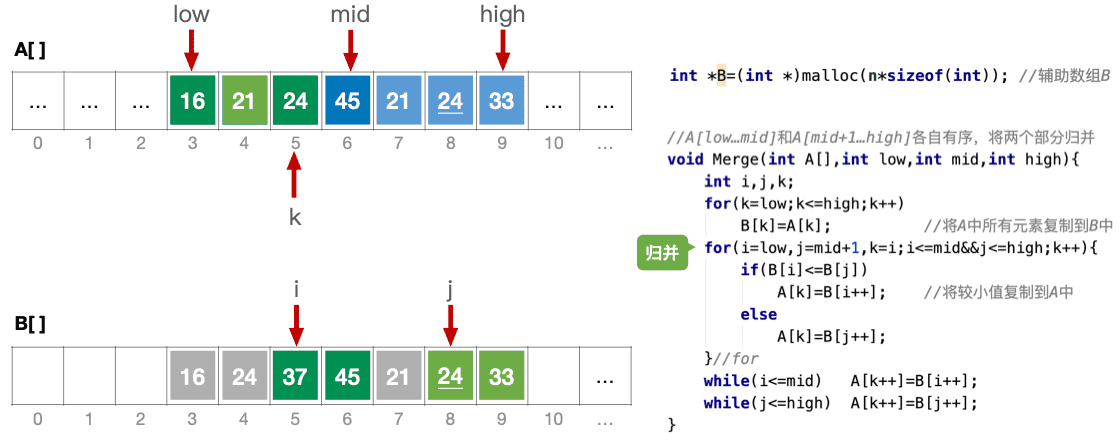 low mid high
A[ ]
... ... ... 16 21 24 45 21 24 33 ... ...
0 1 2 3 4 5 6 7 8 9 10 ...
k
i j
B[ ]
16 24 37 45 21 24 33 ...
0 1 2 3 4 5 6 7 8 9 10 ...
int *B=(int *)malloc(n*sizeof(int)); //辅助数组B
//A[low…mid]和A[mid+1…high]各自有序，将两个部分归并
void Merge(int A[],int low,int mid,int high){
int i,j,k;
for(k=low;k<=high;k++)
B[k]=A[k]; //将A中所有元素复制到B中
归并
for(i=low,j=mid+1,k=i;i<=mid&&j<=high;k++){
if(B[i]<=B[j])
A[k]=B[i++]; //将较小值复制到A中
else
A[k]=B[j++];
}//for
while(i<=mid) A[k++]=B[i++];
while(j<=high) A[k++]=B[j++];
}